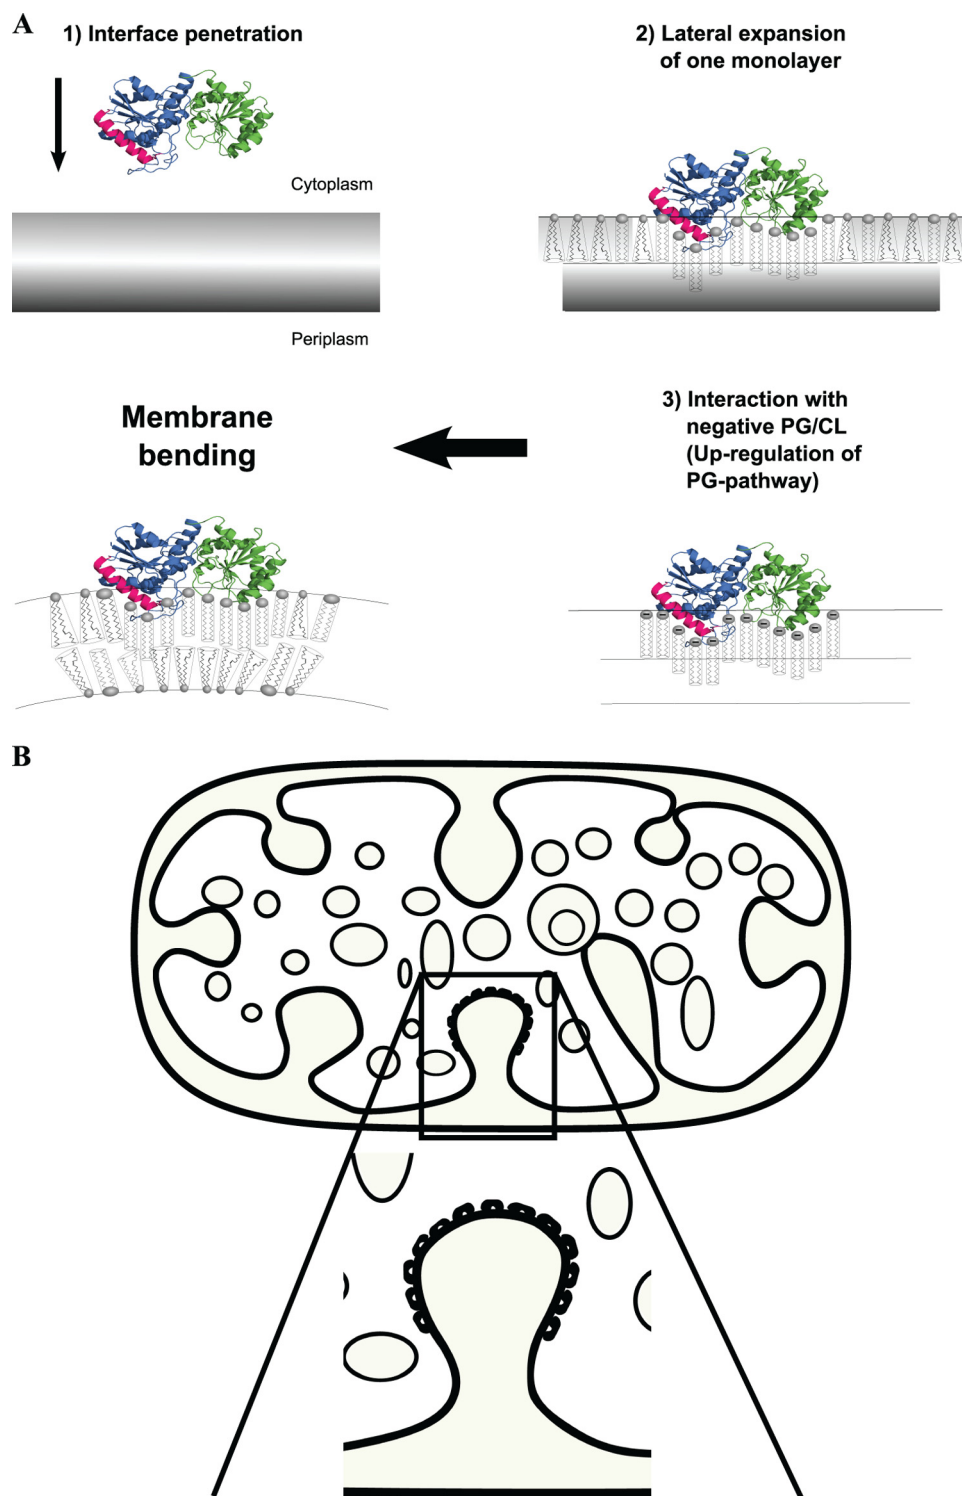 A
1) Interface penetration
Cytoplasm
Periplasm
2) Lateral expansion
of one monolayer
3) Interaction with
negative PG/CL
(Up-regulation of
PG-pathway)
Membrane
bending
B